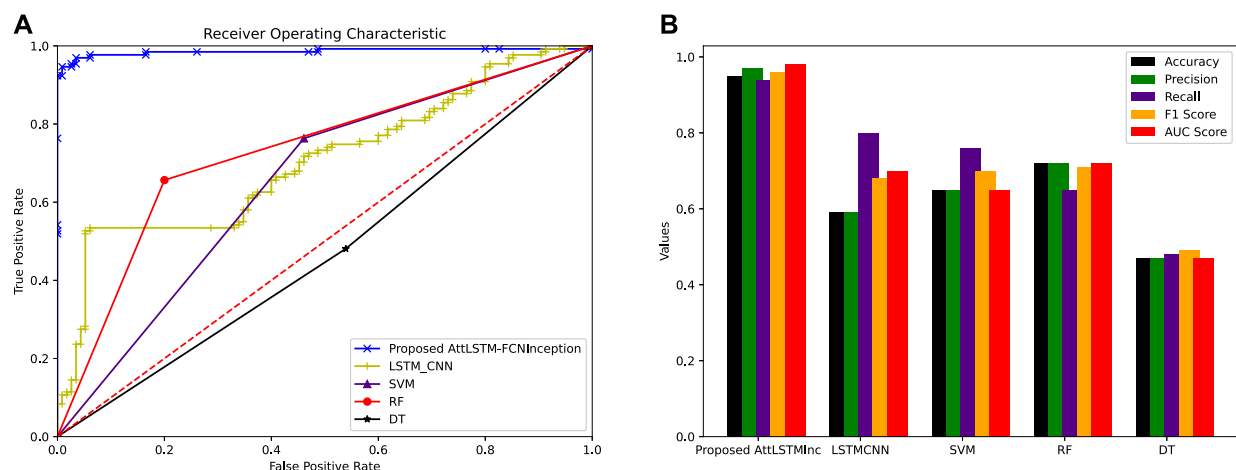 A
Receiver Operating Characteristic
True Positive Rate
1.0
0.8
0.6
0.4
0.2
0.0
0.0 0.2 0.4 0.6 0.8 1.0
False Positive Rate
Proposed AttLSTM-FCNInception
LSTM_CNN
SVM
RF
DT
B
Values
1.0
0.8
0.6
0.4
0.2
0.0
Accuracy
Precision
Recall
F1 Score
AUC Score
Proposed AttLSTMInc LSTMCNN SVM RF DT